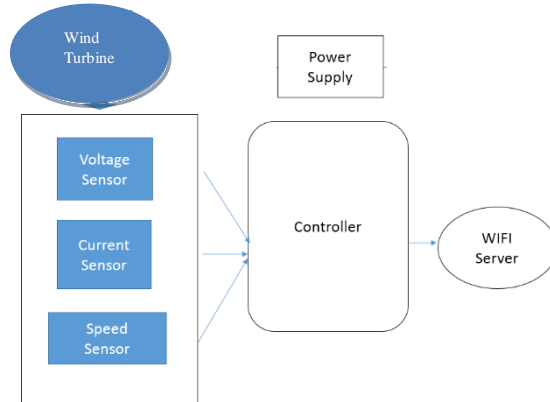 Wind
Turbine
Power
Supply
Voltage
Sensor
Current
Sensor
Speed
Sensor
Controller
WIFI
Server